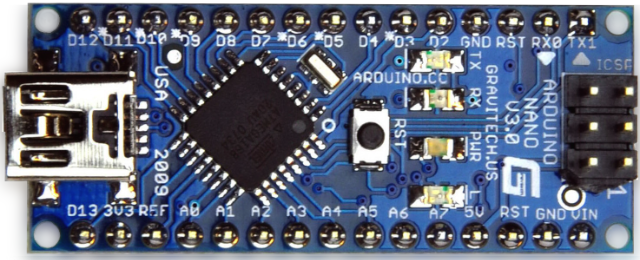 D12 *D11 *D10 *D9 D8 D7 *D6 *D5 D4 *D3 D2 GND RST RX0 TX1
ARDUINO.CC
TX
RX
PWR
L
RST
ICSP
1
USA
2009
GRAVITECH.US
ARDUINO
NANO
V3.0
G
D13 3V3 REF A0 A1 A2 A3 A4 A5 A6 A7 5V RST GND VIN